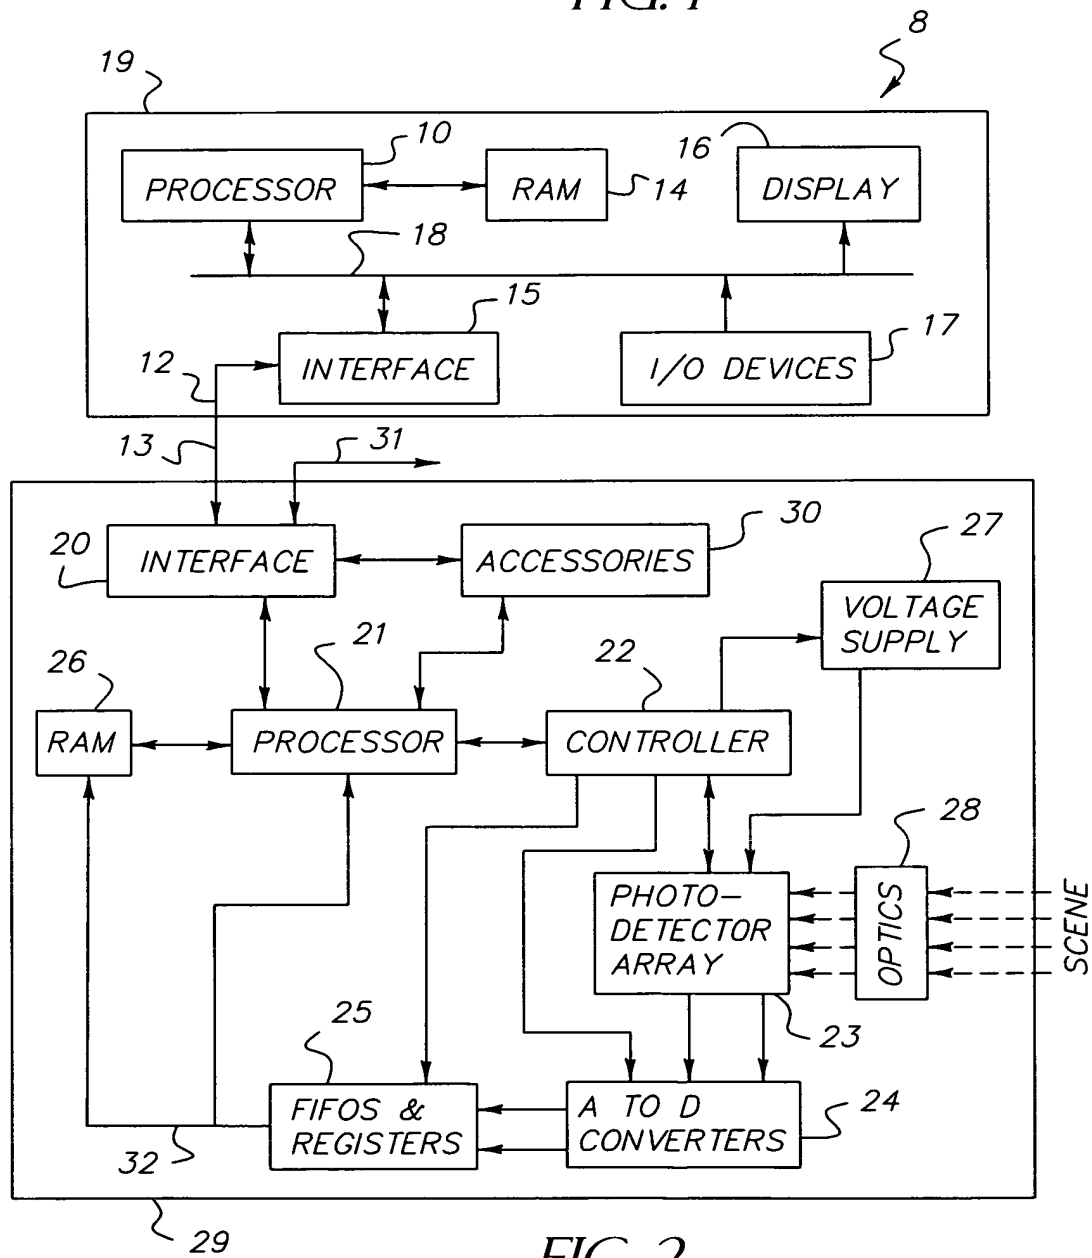 FIG. 1
8
19
10
PROCESSOR
RAM
14
16
DISPLAY
18
15
INTERFACE
17
I/O DEVICES
12
13
31
20
INTERFACE
ACCESSORIES
30
27
VOLTAGE
SUPPLY
26
RAM
21
PROCESSOR
22
CONTROLLER
28
OPTICS
SCENE
PHOTO-
DETECTOR
ARRAY
23
25
FIFOS &
REGISTERS
A TO D
CONVERTERS
24
32
29
FIG. 2